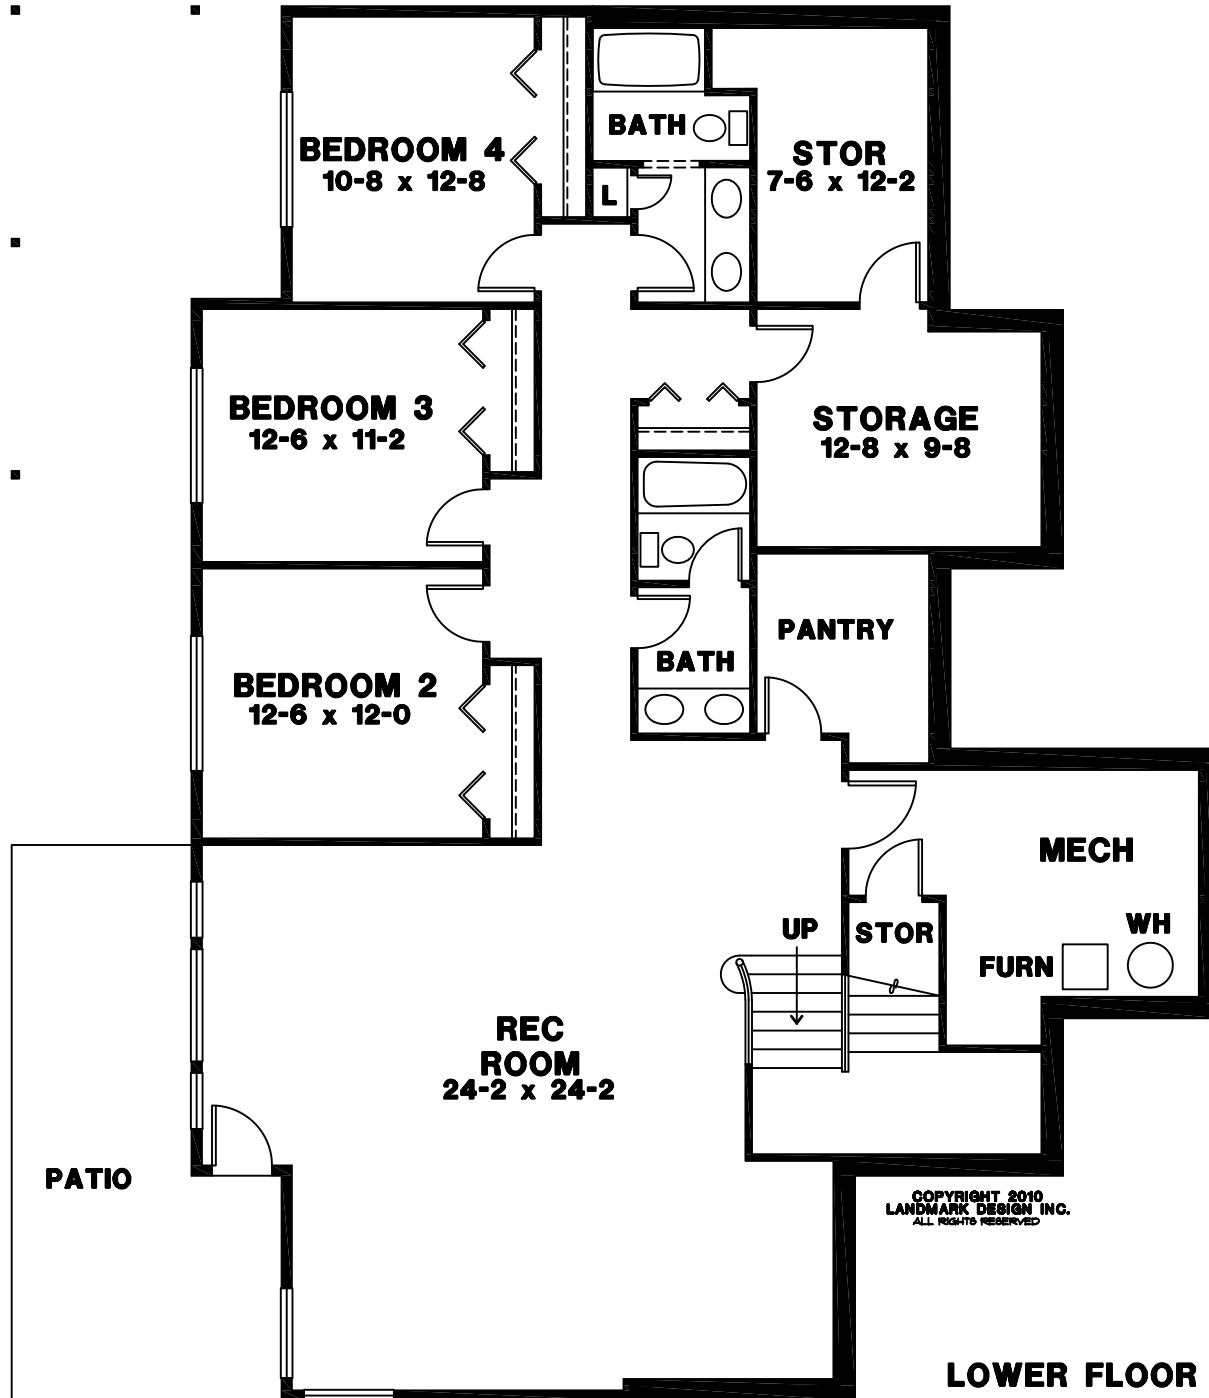 BEDROOM 4
10-8 x 12-8
BATH
STOR
7-6 x 12-2
L
BEDROOM 3
12-6 x 11-2
STORAGE
12-8 x 9-8
PANTRY
BATH
BEDROOM 2
12-6 x 12-0
MECH
UP
STOR
WH
FURN
REC
ROOM
24-2 x 24-2
PATIO
COPYRIGHT 2010
LANDMARK DESIGN INC.
ALL RIGHTS RESERVED
LOWER FLOOR